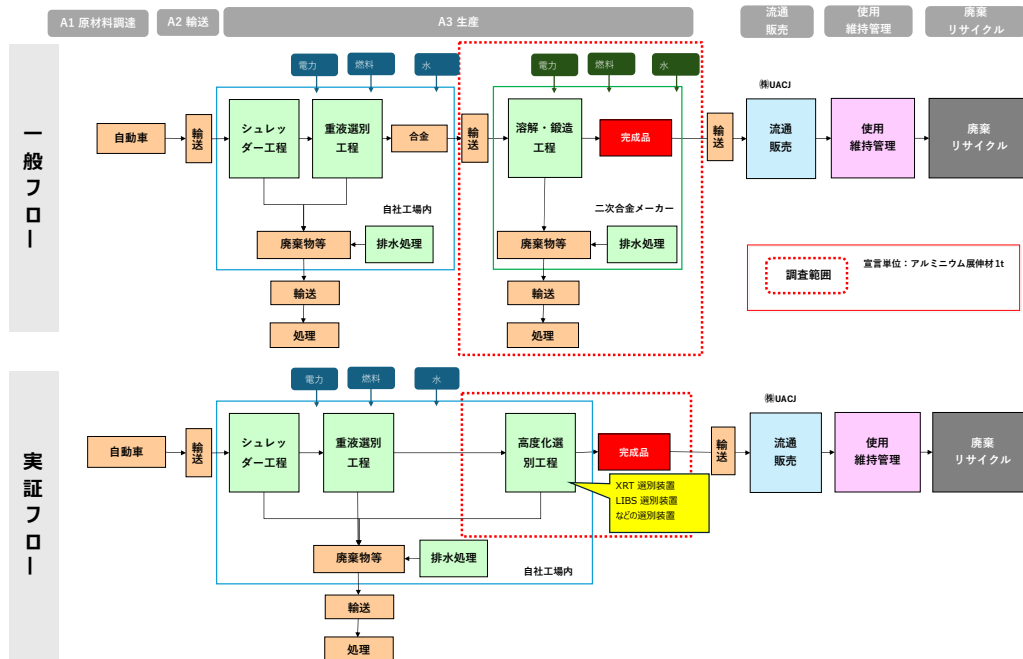 A1 原材料調達
A2 輸送
A3 生産
流通
販売
使用
維持管理
廃棄
リサイクル
一般フロー
電力
燃料
水
電力
燃料
水
自動車
輸送
シュレッ
ダー工程
重液選別
工程
合金
輸送
溶解・鍛造
工程
完成品
輸送
㈱UACJ
流通
販売
使用
維持管理
廃棄
リサイクル
自社工場内
二次合金メーカー
廃棄物等
排水処理
廃棄物等
排水処理
輸送
処理
輸送
処理
調査範囲
宣言単位：アルミニウム展伸材1t
実証フロー
電力
燃料
水
自動車
輸送
シュレッ
ダー工程
重液選別
工程
高度化選
別工程
完成品
輸送
㈱UACJ
流通
販売
使用
維持管理
廃棄
リサイクル
XRT 選別装置
LIBS 選別装置
などの選別装置
廃棄物等
排水処理
自社工場内
輸送
処理